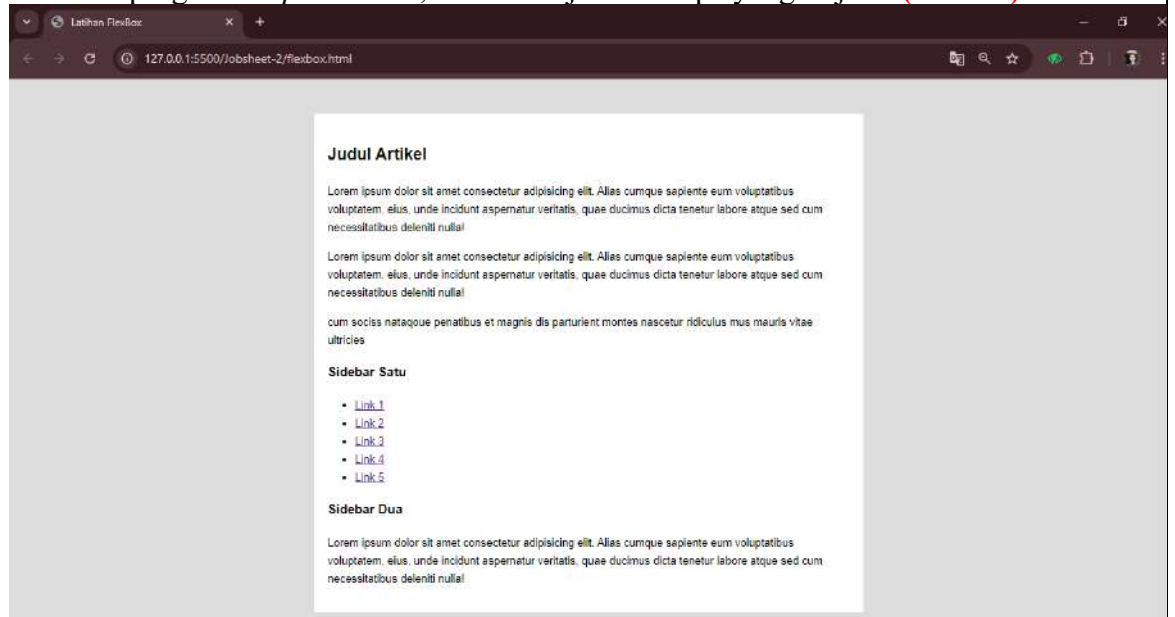 Latihan FlexBox
127.0.0.1:5500/Jobsheet-2/flexbox.html
Judul Artikel
Lorem ipsum dolor sit amet consectetur adipisicing elit. Alias cumque sapiente eum voluptatibus
voluptatem, eius, unde incidunt aspernatur veritatis, quae ducimus dicta tenetur labore atque sed cum
necessitatibus deleniti nulla!
Lorem ipsum dolor sit amet consectetur adipisicing elit. Alias cumque sapiente eum voluptatibus
voluptatem, eius, unde incidunt aspernatur veritatis, quae ducimus dicta tenetur labore atque sed cum
necessitatibus deleniti nulla!
cum sociss nataqoue penatibus et magnis dis parturient montes nascetur ridiculus mus mauris vitae
ultricies
Sidebar Satu
Link 1
Link 2
Link 3
Link 4
Link 5
Sidebar Dua
Lorem ipsum dolor sit amet consectetur adipisicing elit. Alias cumque sapiente eum voluptatibus
voluptatem, eius, unde incidunt aspernatur veritatis, quae ducimus dicta tenetur labore atque sed cum
necessitatibus deleniti nulla!